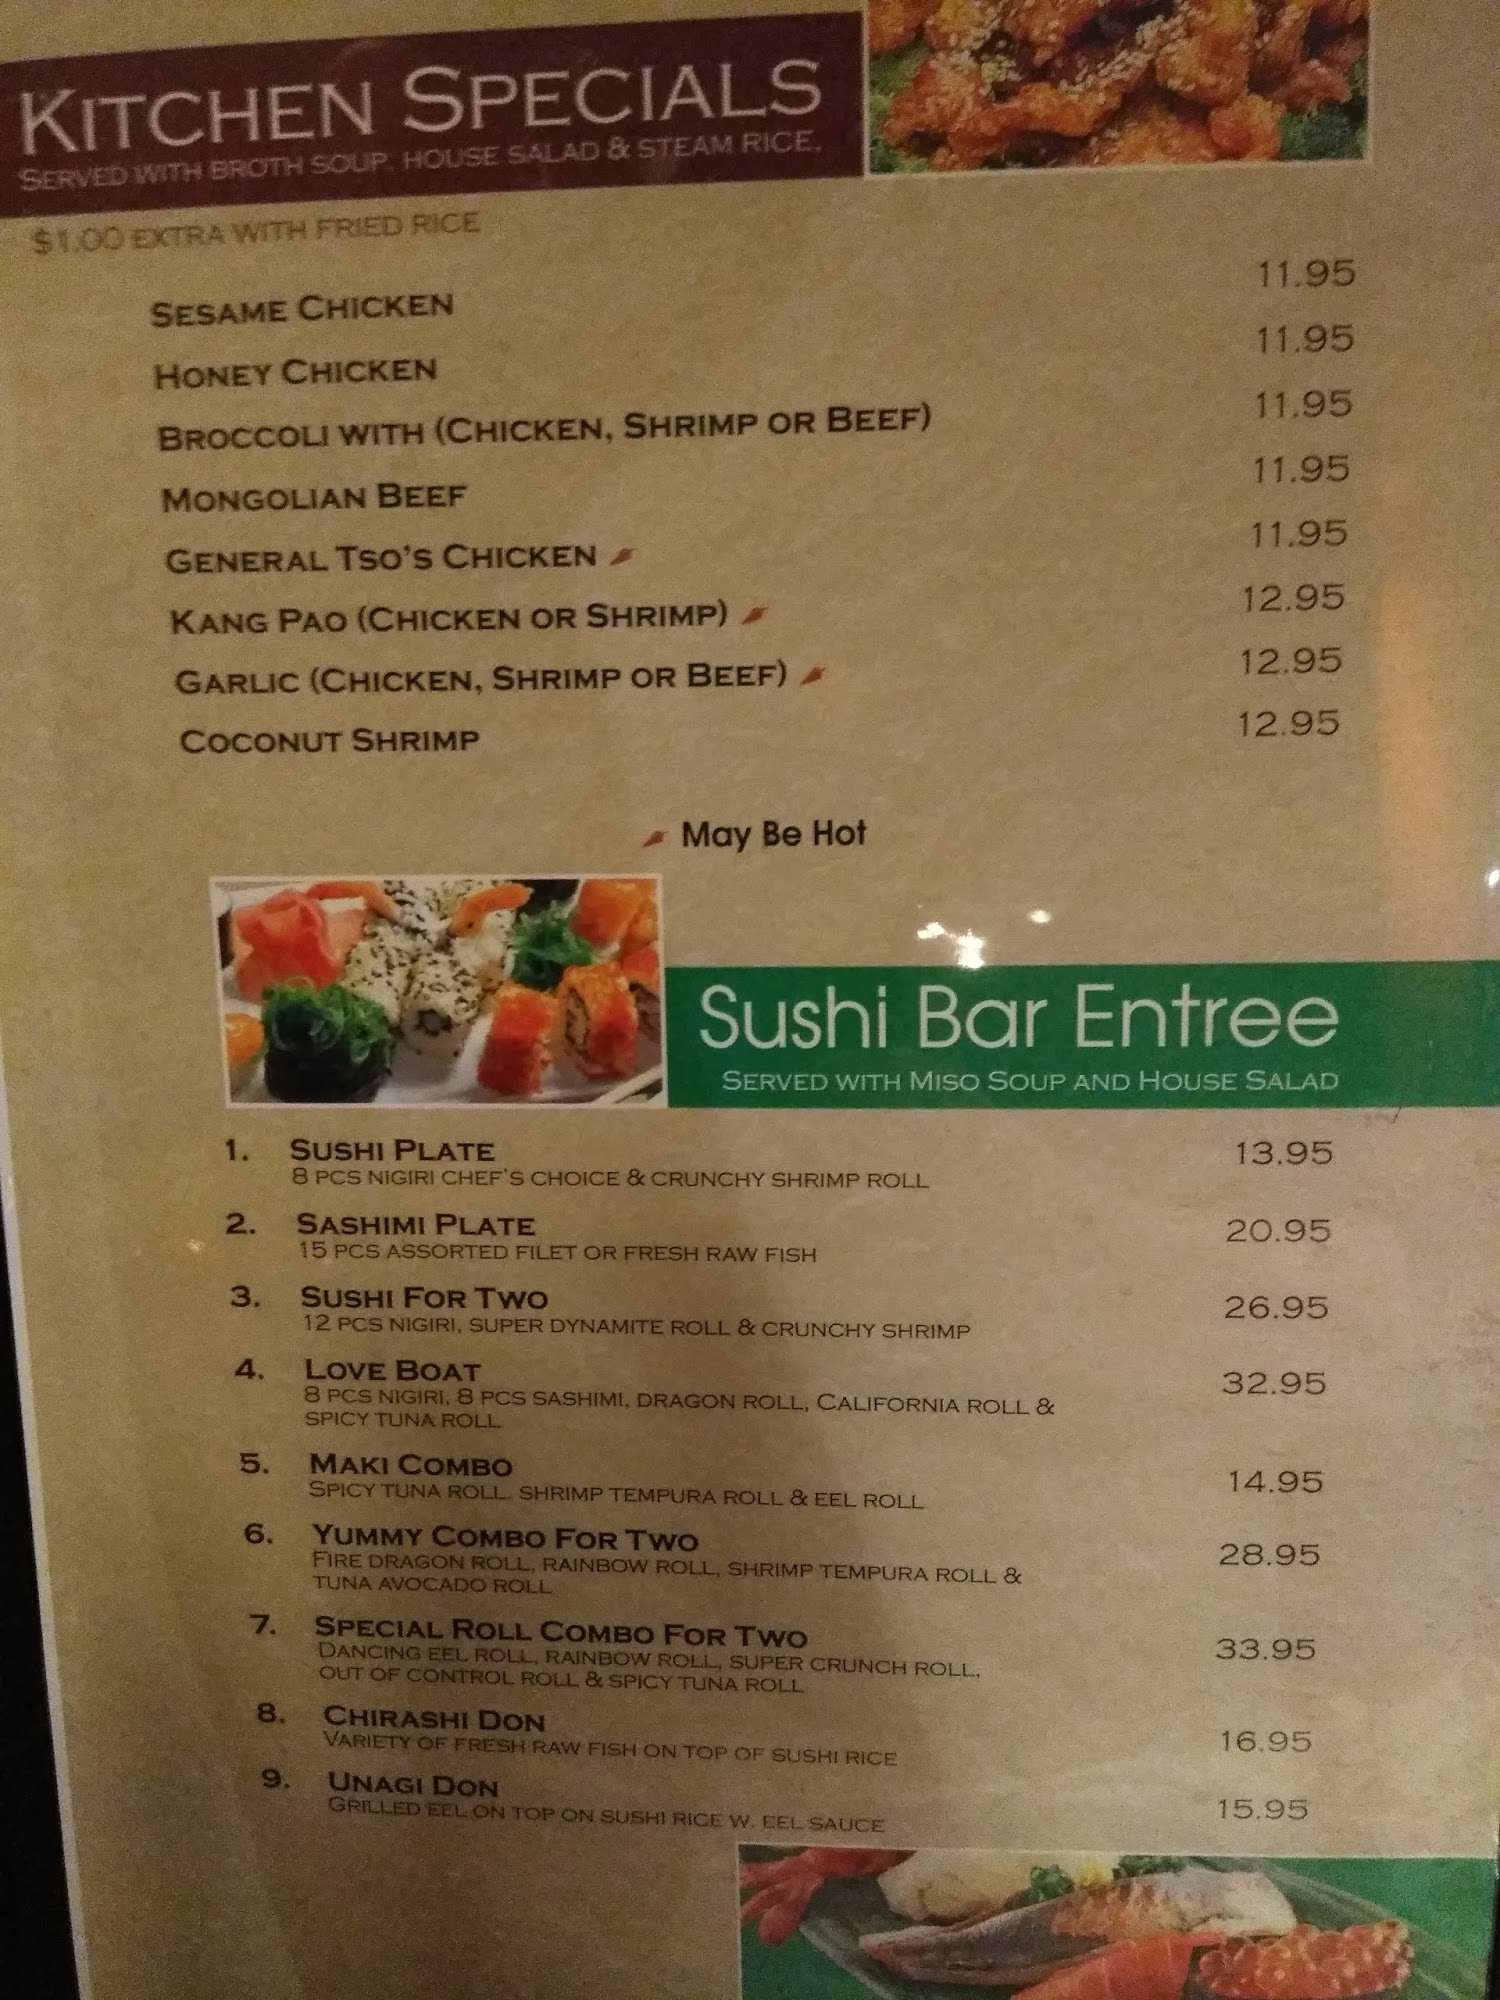 KITCHEN SPECIALS
SERVED WITH BROTH SOUP, HOUSE SALAD & STEAM RICE.
$1.00 EXTRA WITH FRIED RICE
SESAME CHICKEN 11.95
HONEY CHICKEN 11.95
BROCCOLI WITH (CHICKEN, SHRIMP OR BEEF) 11.95
MONGOLIAN BEEF 11.95
GENERAL TSO'S CHICKEN 11.95
KANG PAO (CHICKEN OR SHRIMP) 12.95
GARLIC (CHICKEN, SHRIMP OR BEEF) 12.95
COCONUT SHRIMP 12.95
May Be Hot
Sushi Bar Entree
SERVED WITH MISO SOUP AND HOUSE SALAD
1. SUSHI PLATE 13.95
8 PCS NIGIRI CHEF'S CHOICE & CRUNCHY SHRIMP ROLL
2. SASHIMI PLATE 20.95
15 PCS ASSORTED FILET OR FRESH RAW FISH
3. SUSHI FOR TWO 26.95
12 PCS NIGIRI, SUPER DYNAMITE ROLL & CRUNCHY SHRIMP
4. LOVE BOAT 32.95
8 PCS NIGIRI, 8 PCS SASHIMI, DRAGON ROLL, CALIFORNIA ROLL &
SPICY TUNA ROLL
5. MAKI COMBO 14.95
SPICY TUNA ROLL, SHRIMP TEMPURA ROLL & EEL ROLL
6. YUMMY COMBO FOR TWO 28.95
FIRE DRAGON ROLL, RAINBOW ROLL, SHRIMP TEMPURA ROLL &
TUNA AVOCADO ROLL
7. SPECIAL ROLL COMBO FOR TWO 33.95
DANCING EEL ROLL, RAINBOW ROLL, SUPER CRUNCH ROLL,
OUT OF CONTROL ROLL & SPICY TUNA ROLL
8. CHIRASHI DON 16.95
VARIETY OF FRESH RAW FISH ON TOP OF SUSHI RICE
9. UNAGI DON 15.95
GRILLED EEL ON TOP ON SUSHI RICE W. EEL SAUCE